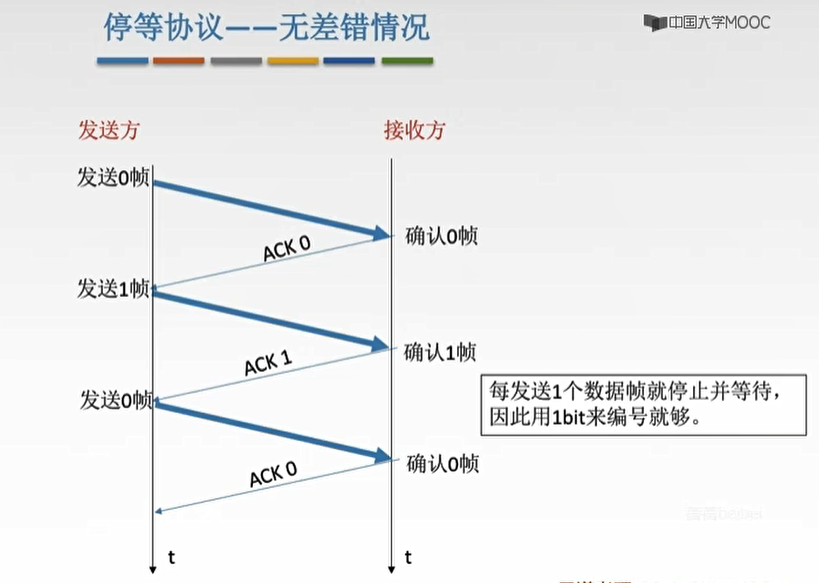 停等协议——无差错情况
中国大学MOOC
发送方
接收方
发送0帧
确认0帧
ACK 0
发送1帧
确认1帧
ACK 1
每发送1个数据帧就停止并等待，
因此用1bit来编号就够。
发送0帧
确认0帧
ACK 0
t
t